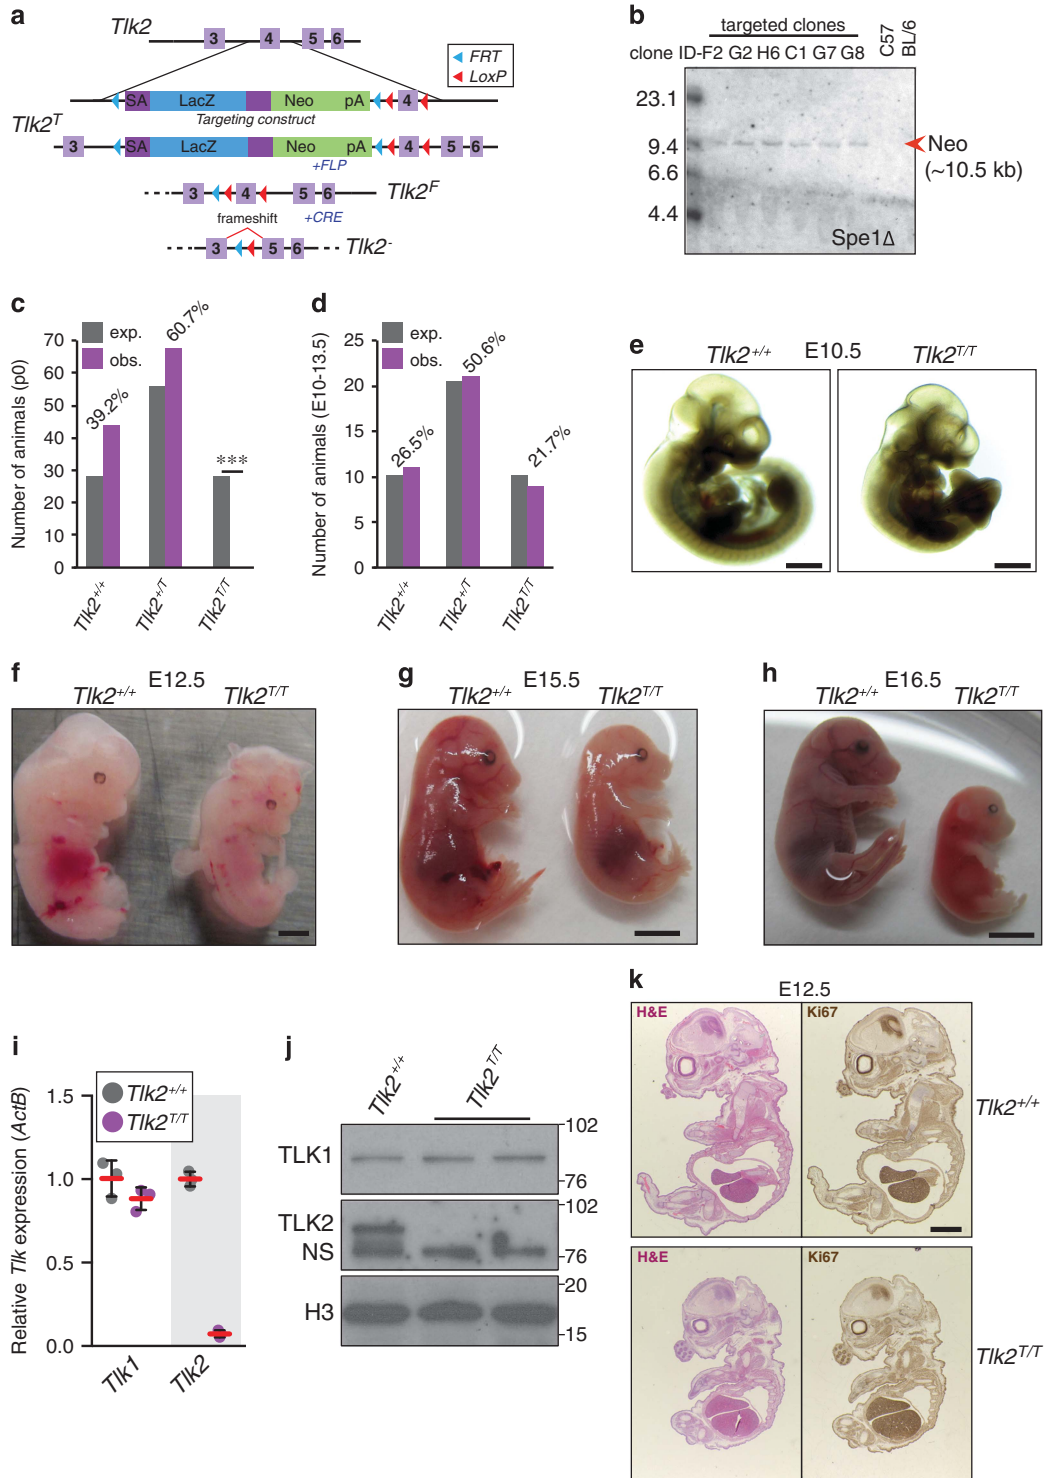 a
Tlk2
3 4 5 6
FRT
LoxP
SA LacZ Neo pA 4
Targeting construct
Tlk2T
3 SA LacZ Neo pA 4 5 6
+FLP
3 4 5 6 Tlk2F
frameshift +CRE
3 5 6 Tlk2-
b
targeted clones
clone ID-F2 G2 H6 C1 G7 G8 C57 BL/6
23.1
9.4
6.6
4.4
Neo
(~10.5 kb)
Spe1Δ
c
exp.
obs.
Number of animals (p0)
70
60
50
40
30
20
10
0
39.2%
60.7%
***
Tlk2+/+ Tlk2+/T Tlk2T/T
d
exp.
obs.
Number of animals (E10-13.5)
25
20
15
10
5
0
26.5%
50.6%
21.7%
Tlk2+/+ Tlk2+/T Tlk2T/T
e
Tlk2+/+ E10.5 Tlk2T/T
f
Tlk2+/+ E12.5 Tlk2T/T
g
Tlk2+/+ E15.5 Tlk2T/T
h
Tlk2+/+ E16.5 Tlk2T/T
i
Relative Tlk expression (ActB)
Tlk2+/+
Tlk2T/T
1.5
1.0
0.5
0.0
Tlk1 Tlk2
j
Tlk2+/+ Tlk2T/T
TLK1
102
76
TLK2
NS
102
76
H3
20
15
k
E12.5
H&E Ki67
Tlk2+/+
H&E Ki67
Tlk2T/T